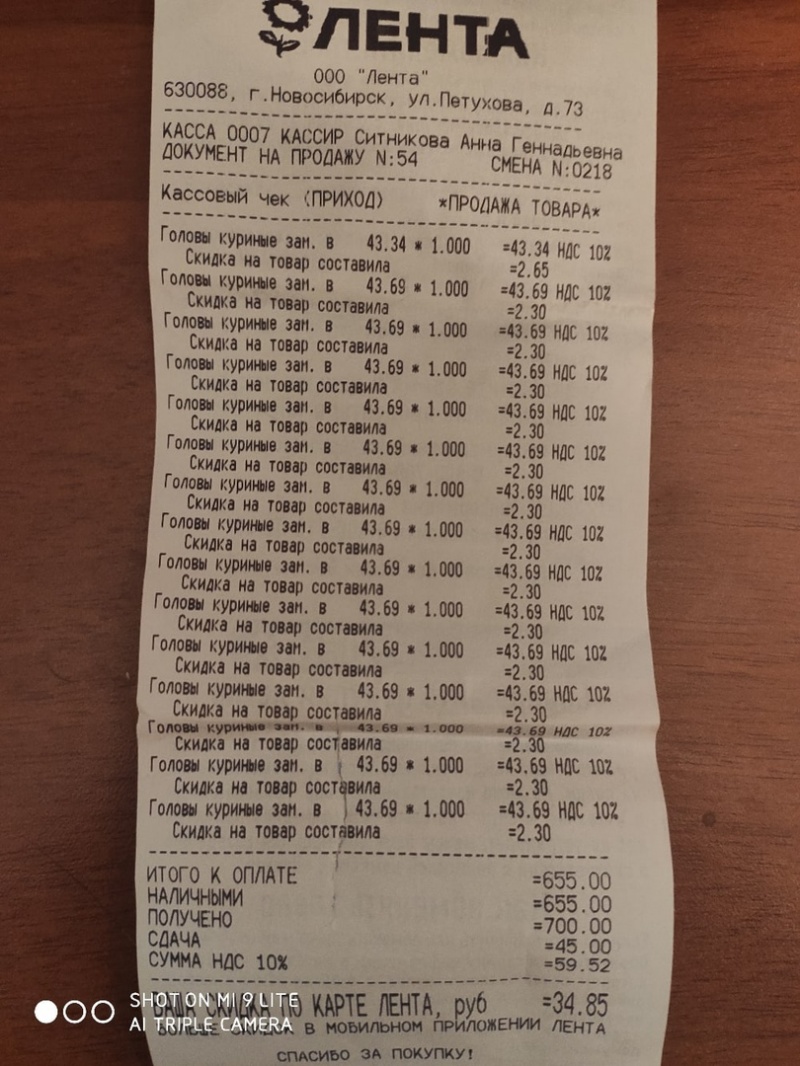 ЛЕНТА
ООО "Лента"
630088, г.Новосибирск, ул.Петухова, д.73
КАССА 0007 КАССИР Ситникова Анна Геннадьевна
ДОКУМЕНТ НА ПРОДАЖУ N:54 СМЕНА N:0218
Кассовый чек (ПРИХОД) *ПРОДАЖА ТОВАРА*
Головы куриные зам. в 43.34 * 1.000 =43.34 НДС 10%
Скидка на товар составила =2.65
Головы куриные зам. в 43.69 * 1.000 =43.69 НДС 10%
Скидка на товар составила =2.30
Головы куриные зам. в 43.69 * 1.000 =43.69 НДС 10%
Скидка на товар составила =2.30
Головы куриные зам. в 43.69 * 1.000 =43.69 НДС 10%
Скидка на товар составила =2.30
Головы куриные зам. в 43.69 * 1.000 =43.69 НДС 10%
Скидка на товар составила =2.30
Головы куриные зам. в 43.69 * 1.000 =43.69 НДС 10%
Скидка на товар составила =2.30
Головы куриные зам. в 43.69 * 1.000 =43.69 НДС 10%
Скидка на товар составила =2.30
Головы куриные зам. в 43.69 * 1.000 =43.69 НДС 10%
Скидка на товар составила =2.30
Головы куриные зам. в 43.69 * 1.000 =43.69 НДС 10%
Скидка на товар составила =2.30
Головы куриные зам. в 43.69 * 1.000 =43.69 НДС 10%
Скидка на товар составила =2.30
Головы куриные зам. в 43.69 * 1.000 =43.69 НДС 10%
Скидка на товар составила =2.30
Головы куриные зам. в 43.69 * 1.000 =43.69 НДС 10%
Скидка на товар составила =2.30
Головы куриные зам. в 43.69 * 1.000 =43.69 НДС 10%
Скидка на товар составила =2.30
Головы куриные зам. в 43.69 * 1.000 =43.69 НДС 10%
Скидка на товар составила =2.30
Головы куриные зам. в 43.69 * 1.000 =43.69 НДС 10%
Скидка на товар составила =2.30
ИТОГО К ОПЛАТЕ =655.00
НАЛИЧНЫМИ =655.00
ПОЛУЧЕНО =700.00
СДАЧА =45.00
СУММА НДС 10% =59.52
ВАША СКИДКА ПО КАРТЕ ЛЕНТА, руб =34.85
БОЛЬШЕ СКИДОК В МОБИЛЬНОМ ПРИЛОЖЕНИИ ЛЕНТА
СПАСИБО ЗА ПОКУПКУ!
SHOT ON MI 9 LITE
AI TRIPLE CAMERA